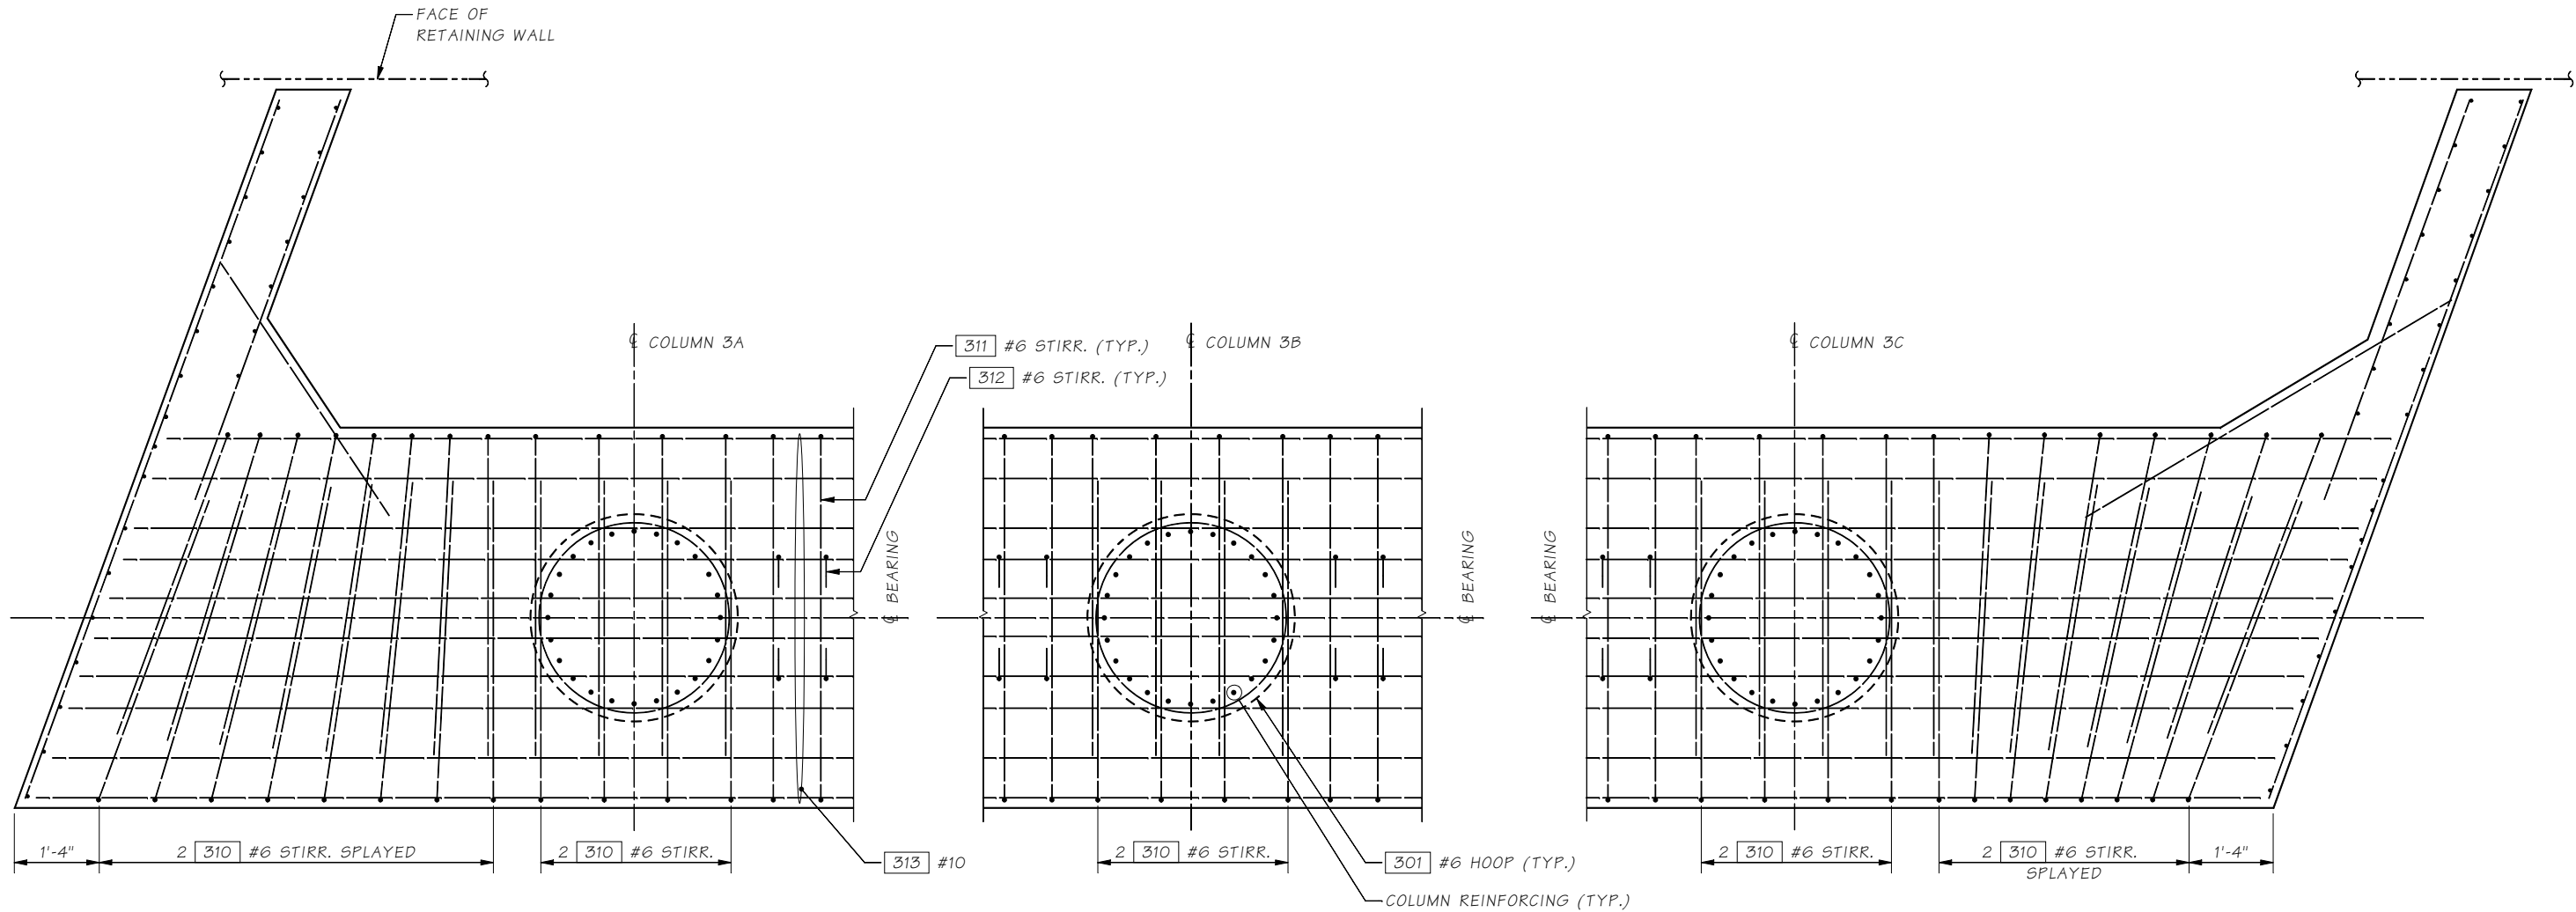 FACE OF
RETAINING WALL
℄ COLUMN 3A
311 #6 STIRR. (TYP.)
312 #6 STIRR. (TYP.)
℄ COLUMN 3B
℄ COLUMN 3C
℄ BEARING
℄ BEARING
℄ BEARING
1'-4"
2 310 #6 STIRR. SPLAYED
2 310 #6 STIRR.
313 #10
2 310 #6 STIRR.
301 #6 HOOP (TYP.)
COLUMN REINFORCING (TYP.)
2 310 #6 STIRR.
2 310 #6 STIRR.
SPLAYED
1'-4"